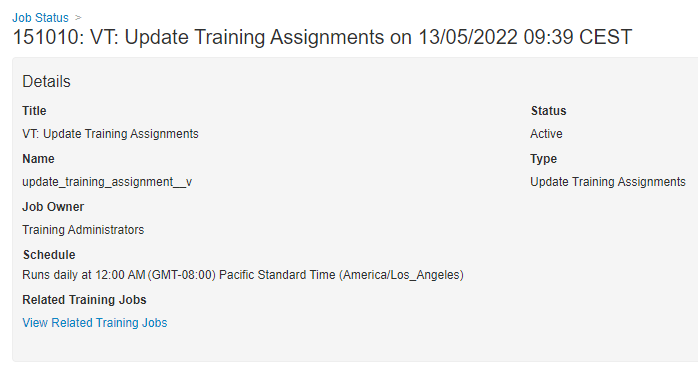 Job Status >
151010: VT: Update Training Assignments on 13/05/2022 09:39 CEST
Details
Title
Status
VT: Update Training Assignments
Active
Name
Type
update_training_assignment__v
Update Training Assignments
Job Owner
Training Administrators
Schedule
Runs daily at 12:00 AM (GMT-08:00) Pacific Standard Time (America/Los_Angeles)
Related Training Jobs
View Related Training Jobs